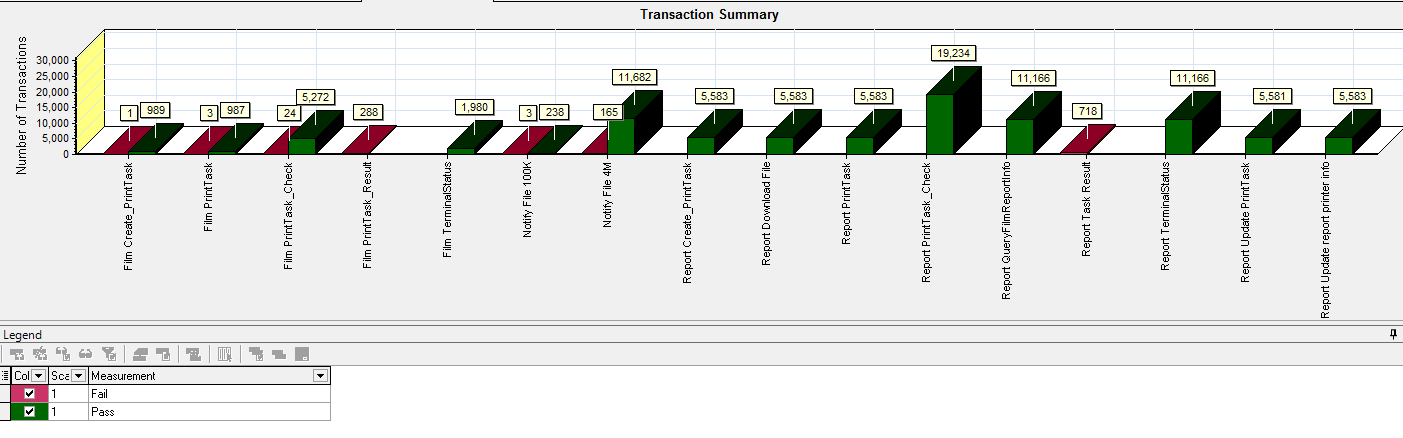 Transaction Summary
Number of Transactions
30,000
25,000
20,000
15,000
10,000
5,000
0
1
989
3
987
24
5,272
288
1,980
3
238
165
11,682
5,583
5,583
5,583
19,234
11,166
718
11,166
5,581
5,583
Film Create_PrintTask
Film PrintTask
Film PrintTask_Check
Film PrintTask_Result
Film TerminalStatus
Notify File 100K
Notify File 4M
Report Create_PrintTask
Report Download File
Report PrintTask
Report PrintTask_Check
Report QueryFilmReportInfo
Report Task Result
Report TerminalStatus
Report Update PrintTask
Report Update report printer info
Legend
Col Sca Measurement
1 Fail
1 Pass